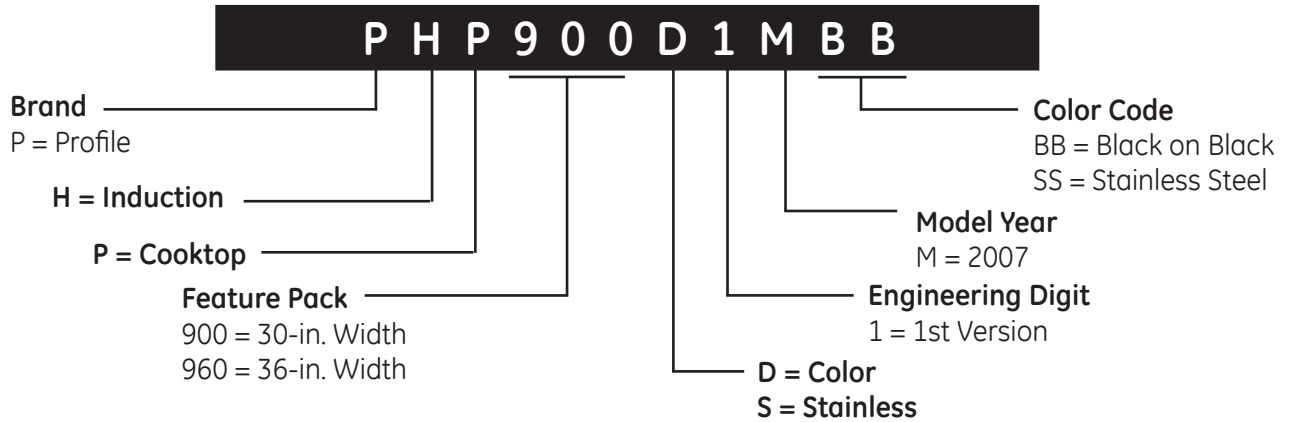 P H P 9 0 0 D 1 M B B
Brand
P = Profile
H = Induction
P = Cooktop
Feature Pack
900 = 30-in. Width
960 = 36-in. Width
Color Code
BB = Black on Black
SS = Stainless Steel
Model Year
M = 2007
Engineering Digit
1 = 1st Version
D = Color
S = Stainless